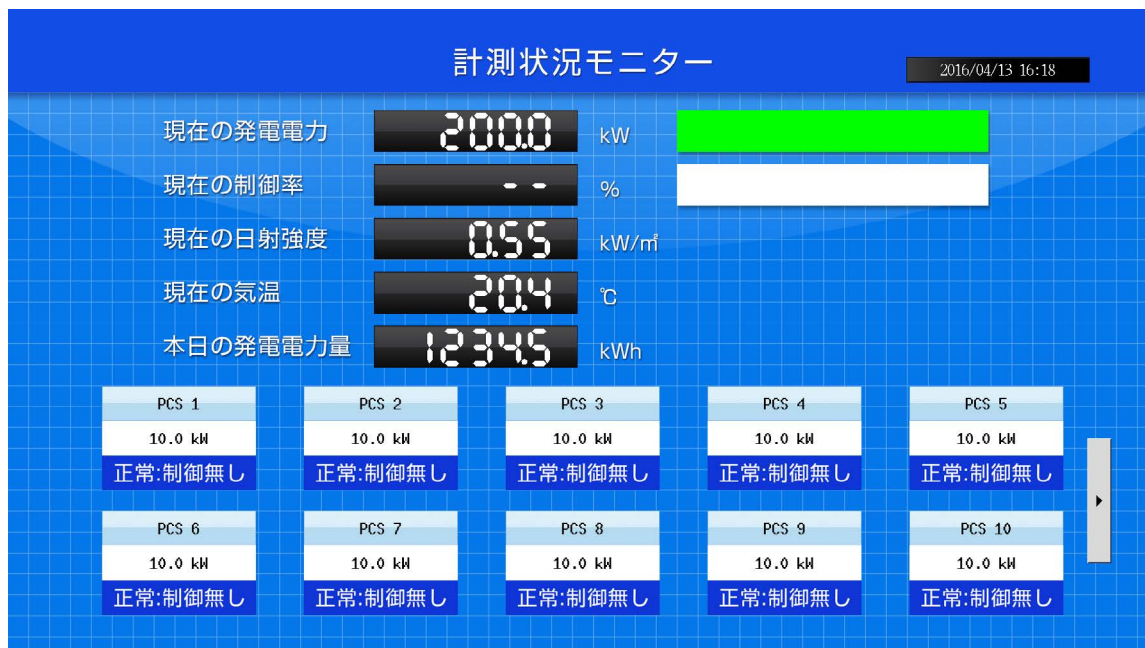 計測状況モニター
2016/04/13 16:18
現在の発電電力 200.0 kW
現在の制御率 -- %
現在の日射強度 0.55 kW/㎡
現在の気温 20.4 ℃
本日の発電電力量 1234.5 kWh
PCS 1 PCS 2 PCS 3 PCS 4 PCS 5
10.0 kW 10.0 kW 10.0 kW 10.0 kW 10.0 kW
正常:制御無し 正常:制御無し 正常:制御無し 正常:制御無し 正常:制御無し
PCS 6 PCS 7 PCS 8 PCS 9 PCS 10
10.0 kW 10.0 kW 10.0 kW 10.0 kW 10.0 kW
正常:制御無し 正常:制御無し 正常:制御無し 正常:制御無し 正常:制御無し